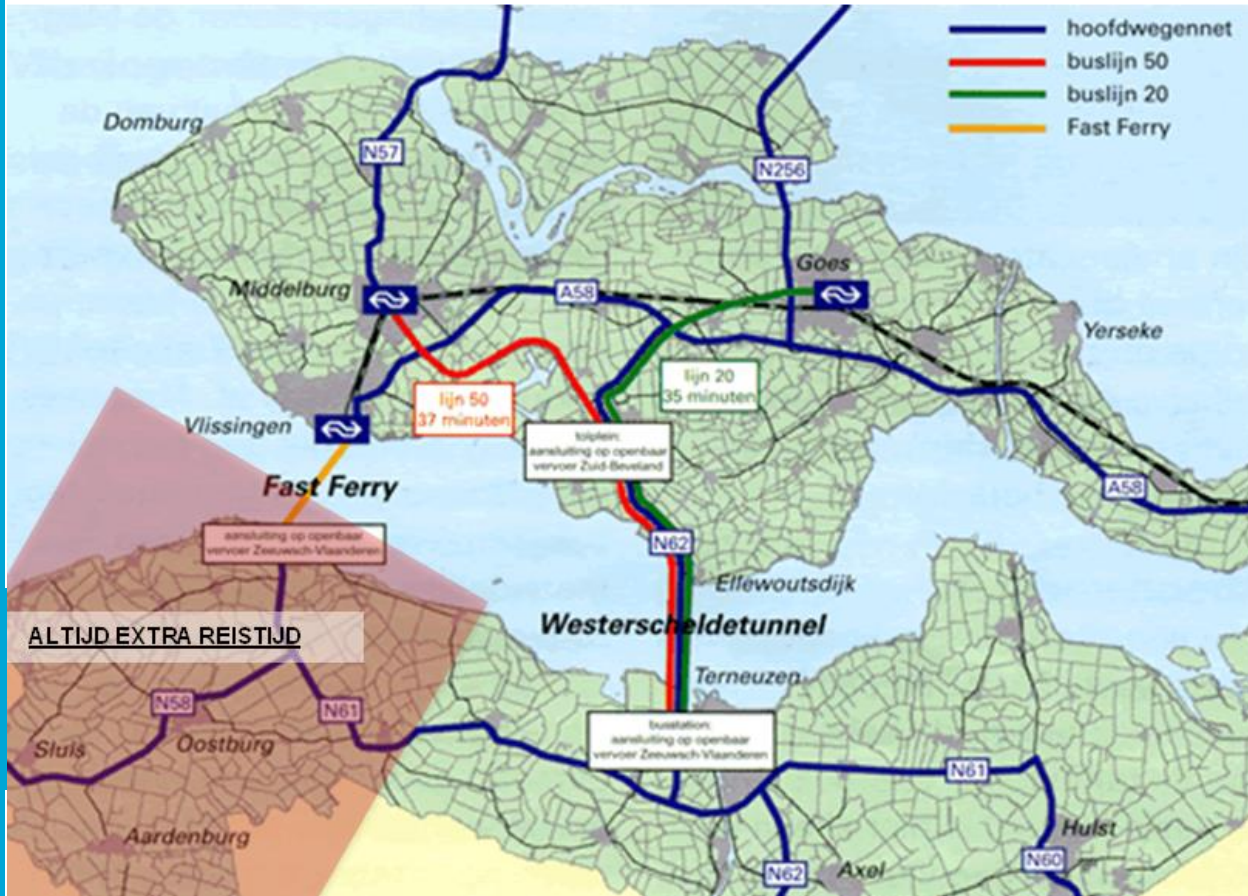 hoofdwegennet
buslijn 50
buslijn 20
Fast Ferry
Domburg
N57
N256
Middelburg
A58
Goes
Yerseke
lijn 50
37 minuten
lijn 20
35 minuten
Vlissingen
tolplein:
aansluiting op openbaar
vervoer Zuid-Beveland
A58
Fast Ferry
aansluiting op openbaar
vervoer Zeeuwsch-Vlaanderen
N62
Ellewoutsdijk
Westerscheldetunnel
ALTIJD EXTRA REISTIJD
Terneuzen
N58
N61
Sluis
Oostburg
busstation:
aansluiting op openbaar
vervoer Zeeuwsch-Vlaanderen
N61
Aardenburg
Hulst
N62
Axel
N60